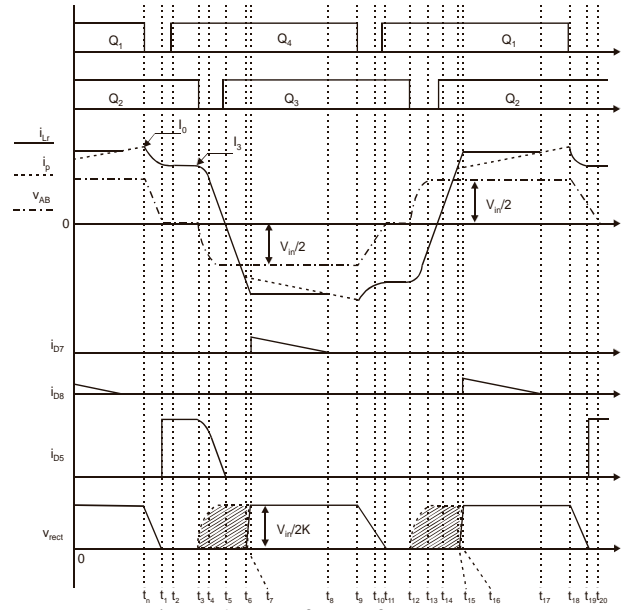 Q1 Q4 Q1
Q2 Q3 Q2
iLr
ip
vAB
I0
I3
0
Vin/2
Vin/2
iD7
iD8
iD5
vrect
Vin/2K
0
tn t1 t2 t3 t4 t5 t6 t7 t8 t9 t10 t11 t12 t13 t14 t15 t16 t17 t18 t19 t20